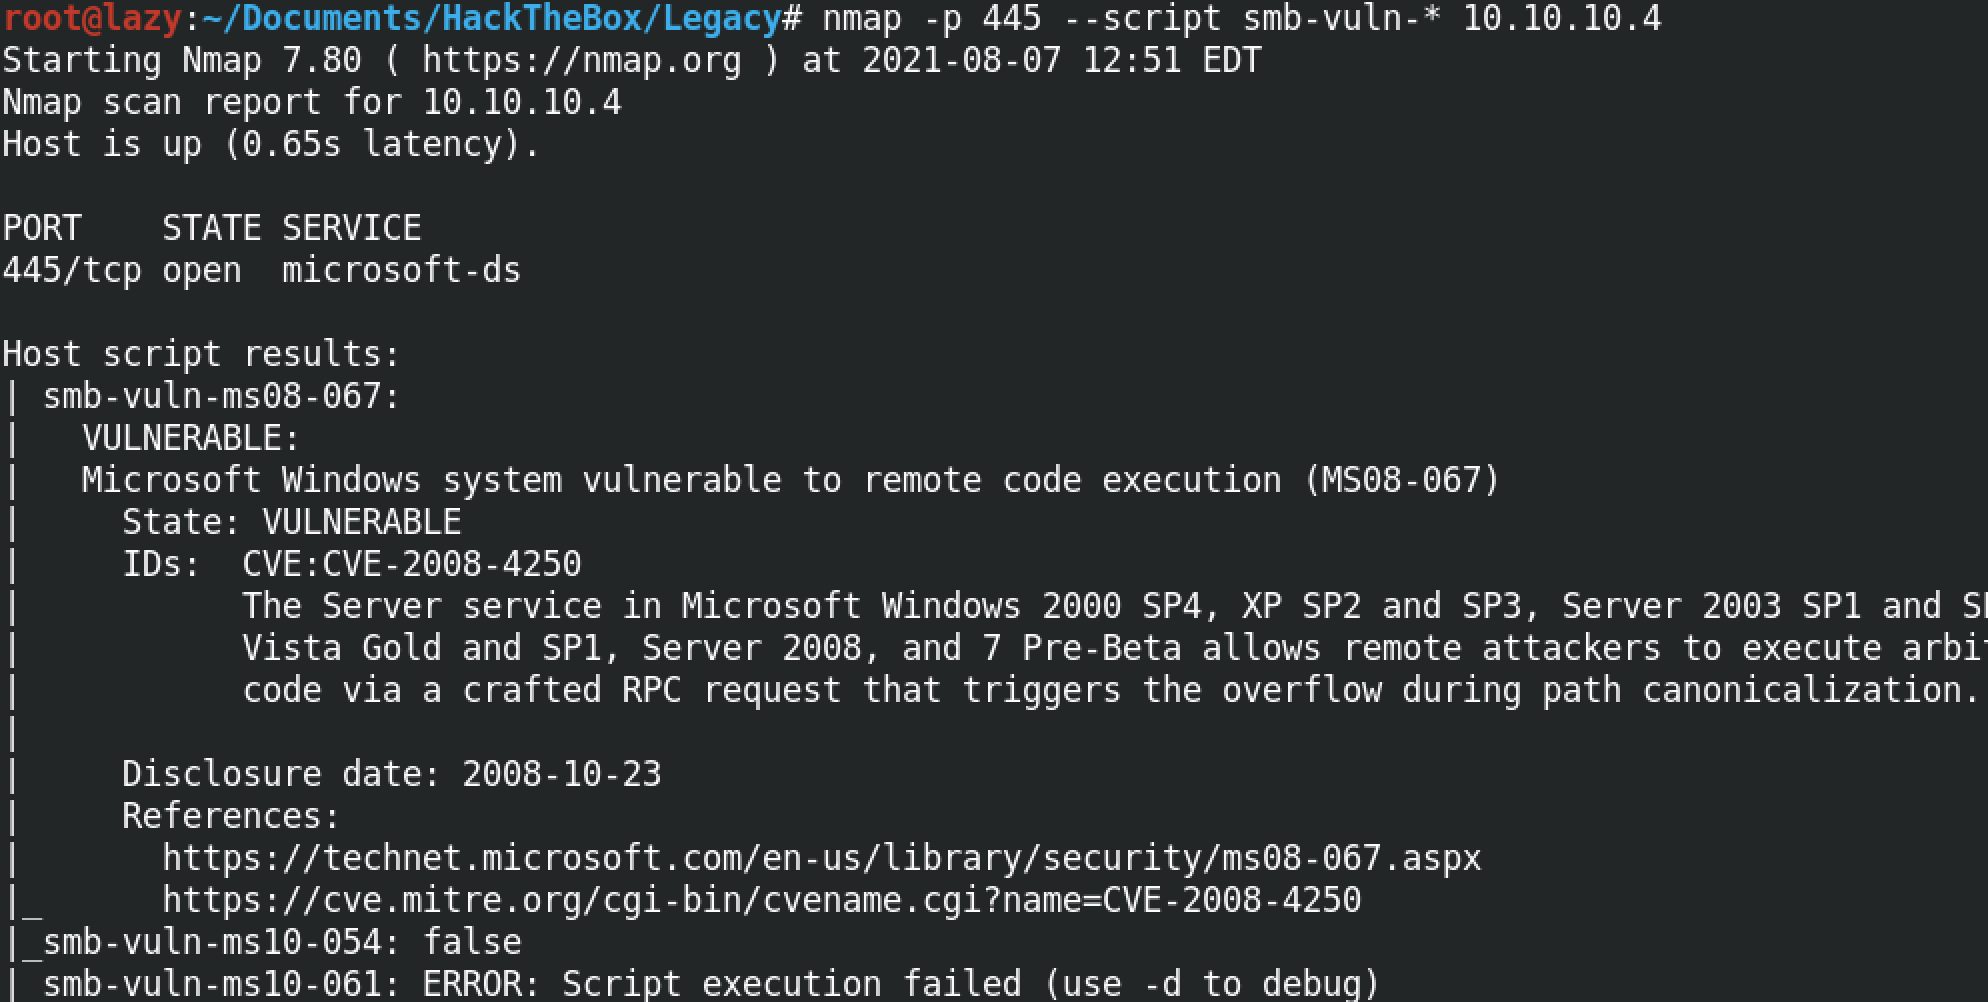 root@lazy:~/Documents/HackTheBox/Legacy# nmap -p 445 --script smb-vuln-* 10.10.10.4
Starting Nmap 7.80 ( https://nmap.org ) at 2021-08-07 12:51 EDT
Nmap scan report for 10.10.10.4
Host is up (0.65s latency).
PORT    STATE SERVICE
445/tcp open  microsoft-ds
Host script results:
| smb-vuln-ms08-067:
|   VULNERABLE:
|   Microsoft Windows system vulnerable to remote code execution (MS08-067)
|     State: VULNERABLE
|     IDs:  CVE:CVE-2008-4250
|           The Server service in Microsoft Windows 2000 SP4, XP SP2 and SP3, Server 2003 SP1 and
|           Vista Gold and SP1, Server 2008, and 7 Pre-Beta allows remote attackers to execute
|           code via a crafted RPC request that triggers the overflow during path canonicalization.
|
|     Disclosure date: 2008-10-23
|     References:
|       https://technet.microsoft.com/en-us/library/security/ms08-067.aspx
|_      https://cve.mitre.org/cgi-bin/cvename.cgi?name=CVE-2008-4250
|_smb-vuln-ms10-054: false
| smb-vuln-ms10-061: ERROR: Script execution failed (use -d to debug)